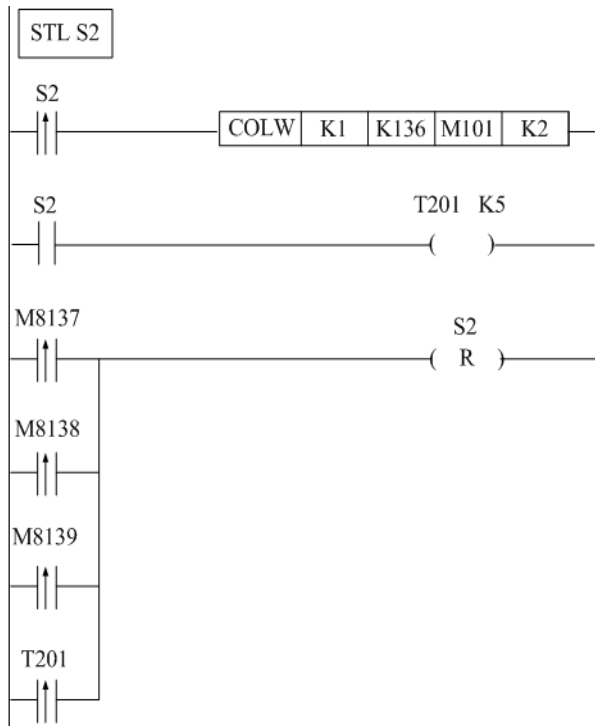 STL S2
S2
COLW K1 K136 M101 K2
S2
T201 K5
( )
M8137
S2
( R )
M8138
M8139
T201